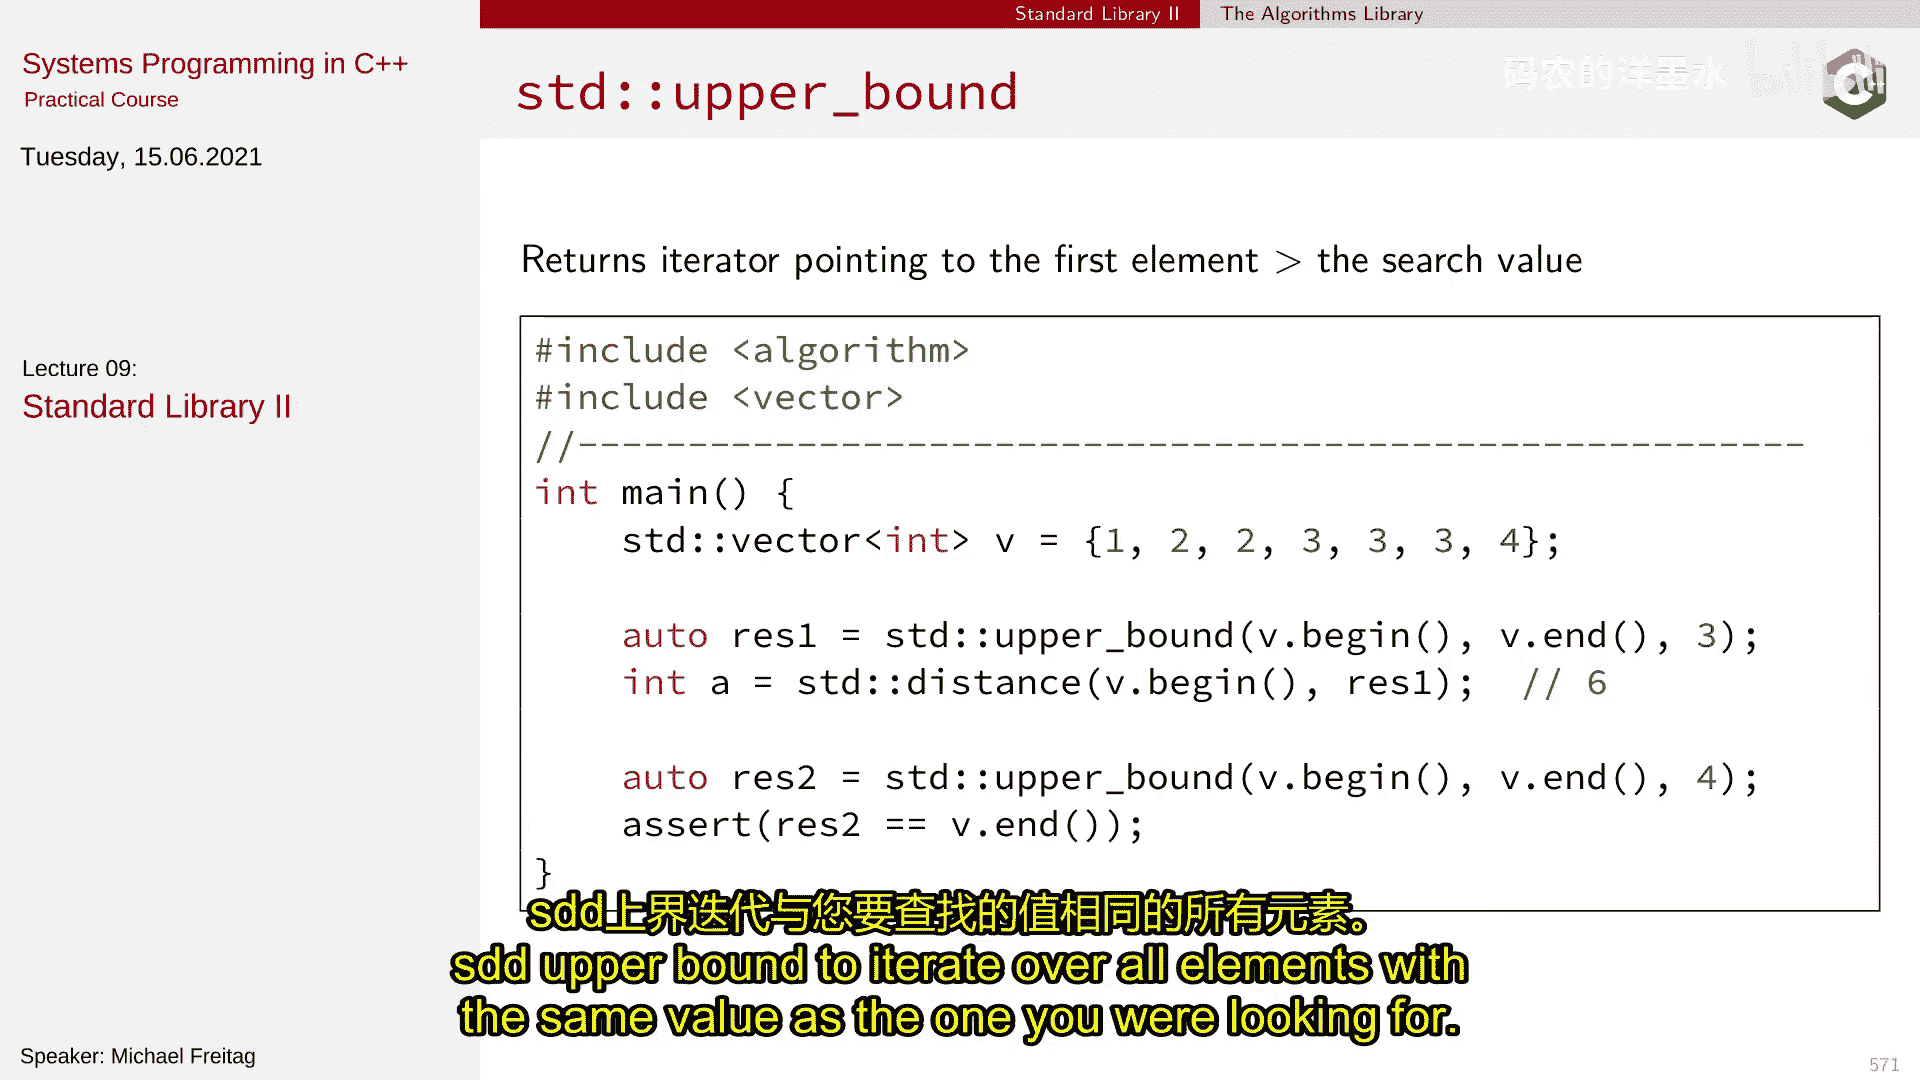 Standard Library II
The Algorithms Library
Systems Programming in C++
Practical Course
Tuesday, 15.06.2021
Lecture 09:
Standard Library II
Speaker: Michael Freitag
std::upper_bound
码农的洋墨水
Returns iterator pointing to the first element > the search value
#include <algorithm>
#include <vector>
//--------------------------------------------------------
int main() {
    std::vector<int> v = {1, 2, 2, 3, 3, 3, 4};
    auto res1 = std::upper_bound(v.begin(), v.end(), 3);
    int a = std::distance(v.begin(), res1);  // 6
    auto res2 = std::upper_bound(v.begin(), v.end(), 4);
    assert(res2 == v.end());
}
sdd上界迭代与您要查找的值相同的所有元素。
sdd upper bound to iterate over all elements with
the same value as the one you were looking for.
571